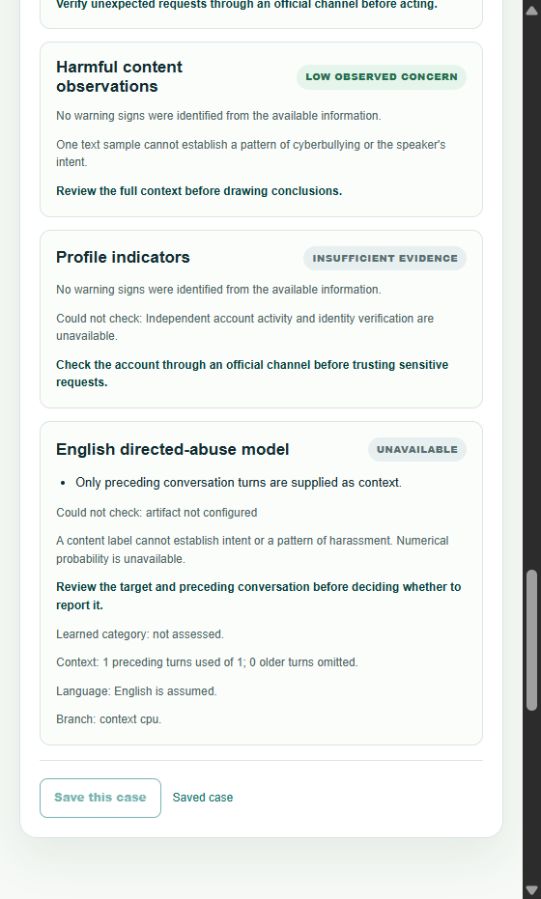 Verify unexpected requests through an official channel before acting.
Harmful content
observations
LOW OBSERVED CONCERN
No warning signs were identified from the available information.
One text sample cannot establish a pattern of cyberbullying or the speaker's
intent.
Review the full context before drawing conclusions.
Profile indicators
INSUFFICIENT EVIDENCE
No warning signs were identified from the available information.
Could not check: Independent account activity and identity verification are
unavailable.
Check the account through an official channel before trusting sensitive
requests.
English directed-abuse model
UNAVAILABLE
• Only preceding conversation turns are supplied as context.
Could not check: artifact not configured
A content label cannot establish intent or a pattern of harassment. Numerical
probability is unavailable.
Review the target and preceding conversation before deciding whether to
report it.
Learned category: not assessed.
Context: 1 preceding turns used of 1; 0 older turns omitted.
Language: English is assumed.
Branch: context cpu.
Save this case
Saved case